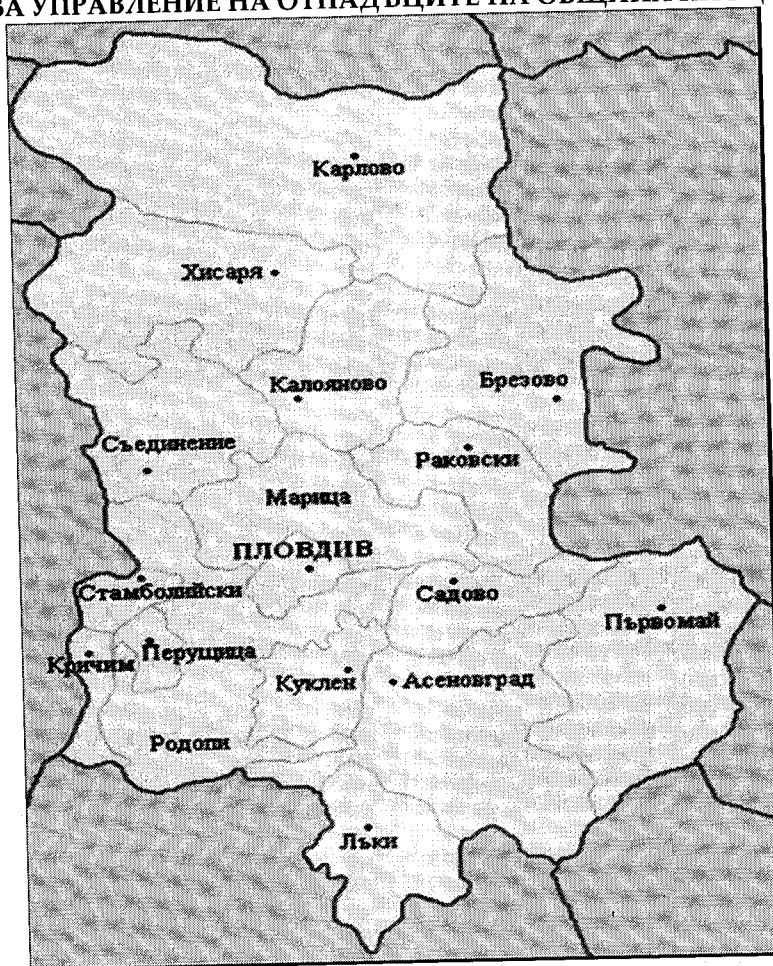 ЗА УПРАВЛЕНИЕ НА ОТПАДЪЦИТЕ НА
Карлово
Хисаря
Калояново
Брезово
Съединение
Раковски
Марица
ПЛОВДИВ
Стамболийски
Садово
Първомай
Кричим
Перущица
Куклен
Асеновград
Родопи
Лъки